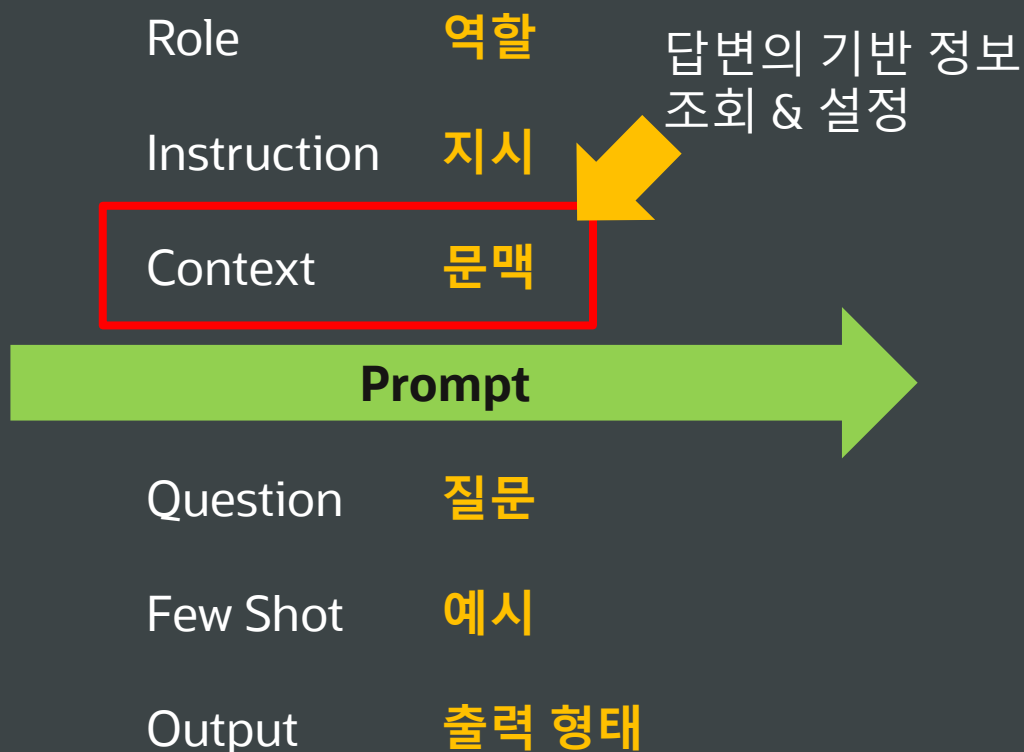 Role 역할
답변의 기반 정보
조회 & 설정
Instruction 지시
Context 문맥
Prompt
Question 질문
Few Shot 예시
Output 출력 형태